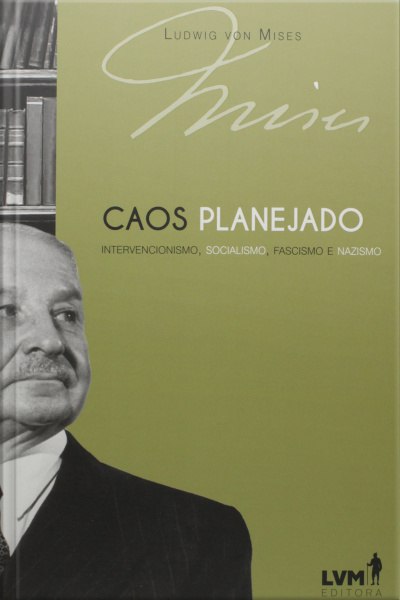 Ludwig von Mises
Mises
CAOS PLANEJADO
INTERVENCIONISMO, SOCIALISMO, FASCISMO E NAZISMO
LVM
EDITORA